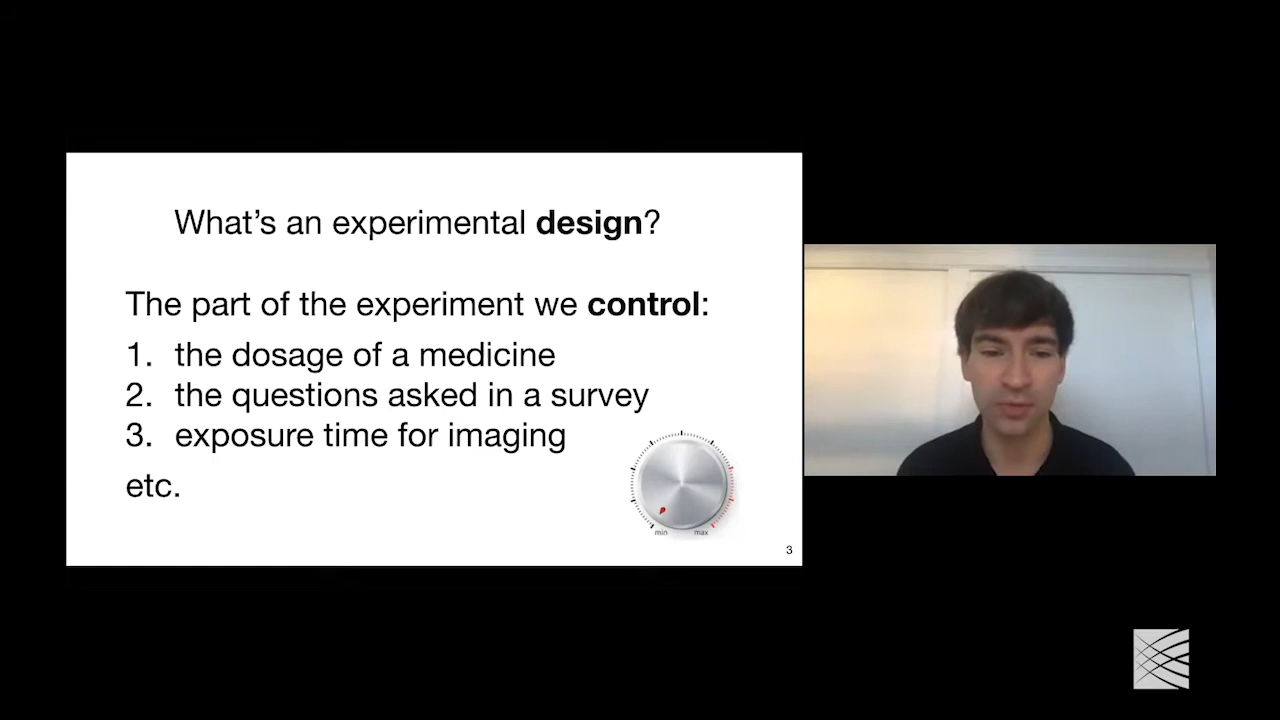 What's an experimental design?
The part of the experiment we control:
1. the dosage of a medicine
2. the questions asked in a survey
3. exposure time for imaging
etc.
min max
3